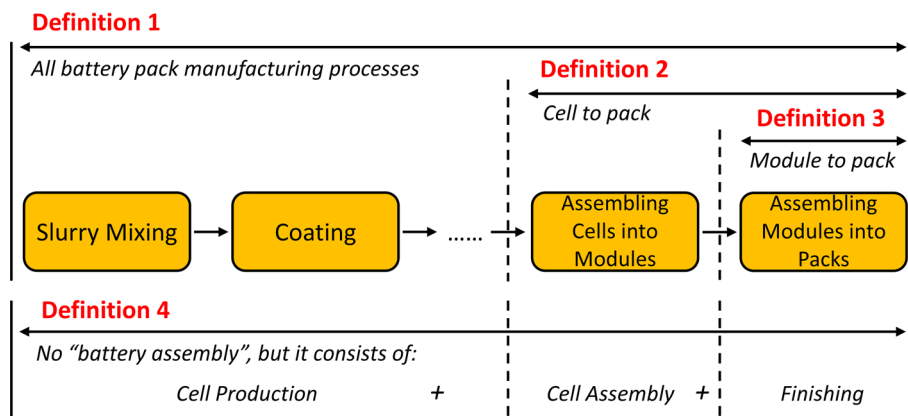 Definition 1
All battery pack manufacturing processes
Definition 2
Cell to pack
Definition 3
Module to pack
Slurry Mixing
Coating
......
Assembling
Cells into
Modules
Assembling
Modules into
Packs
Definition 4
No “battery assembly”, but it consists of:
Cell Production + Cell Assembly + Finishing